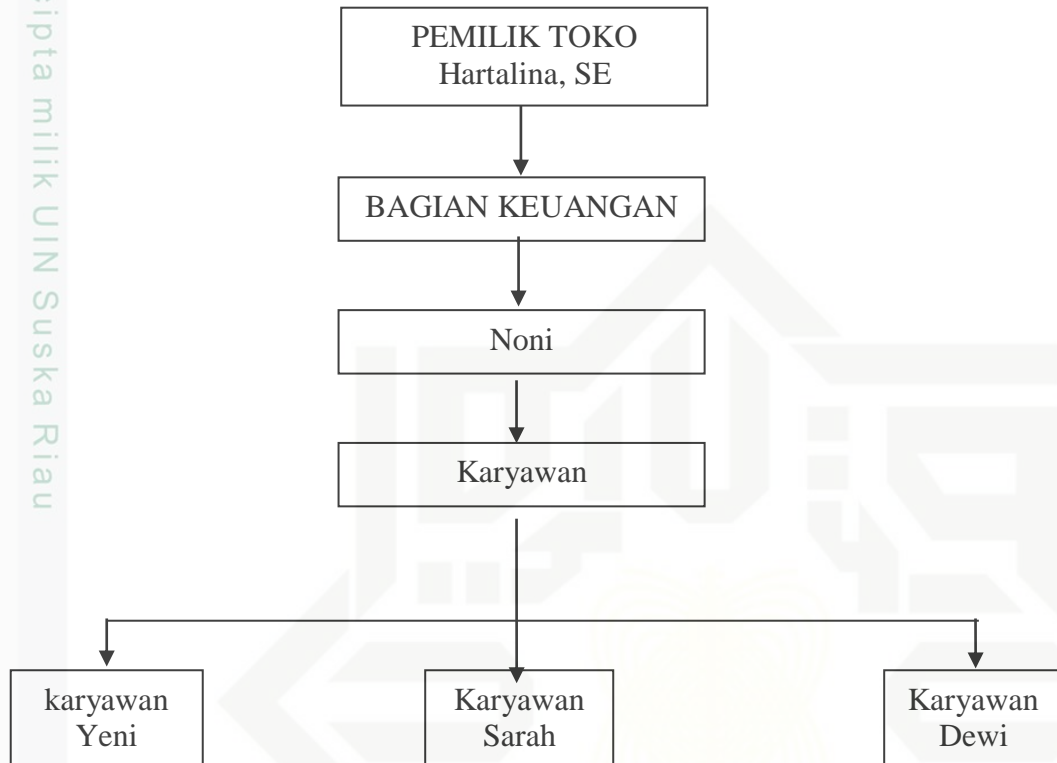 cipta milik UIN Suska Riau
PEMILIK TOKO
Hartalina, SE
BAGIAN KEUANGAN
Noni
Karyawan
karyawan
Yeni
Karyawan
Sarah
Karyawan
Dewi